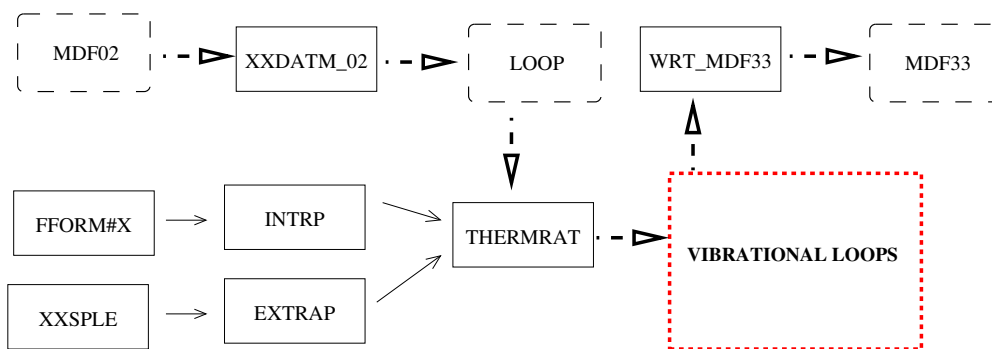 MDF02
XXDATM_02
LOOP
WRT_MDF33
MDF33
FFORM#X
INTRP
THERMRAT
VIBRATIONAL LOOPS
XXSPLE
EXTRAP